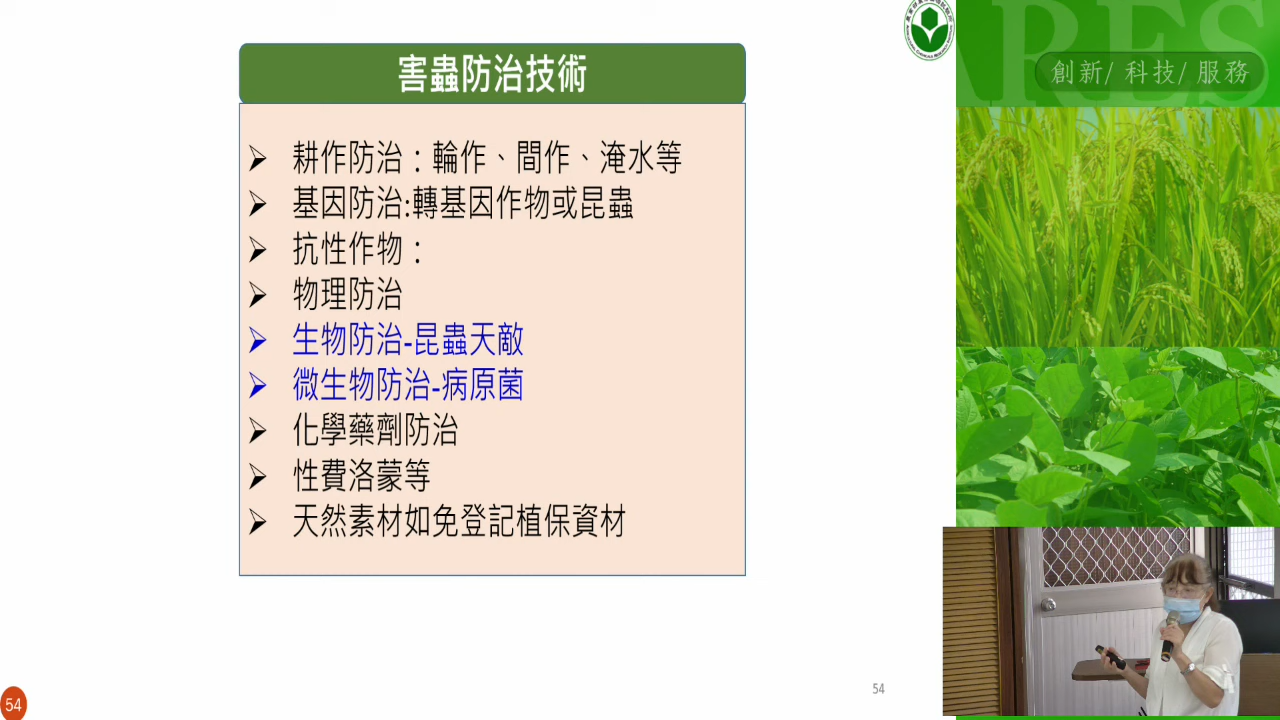 ARES
創新/ 科技/ 服務
害蟲防治技術
➢ 耕作防治：輪作、間作、淹水等
➢ 基因防治:轉基因作物或昆蟲
➢ 抗性作物：
➢ 物理防治
➢ 生物防治-昆蟲天敵
➢ 微生物防治-病原菌
➢ 化學藥劑防治
➢ 性費洛蒙等
➢ 天然素材如免登記植保資材
54
54